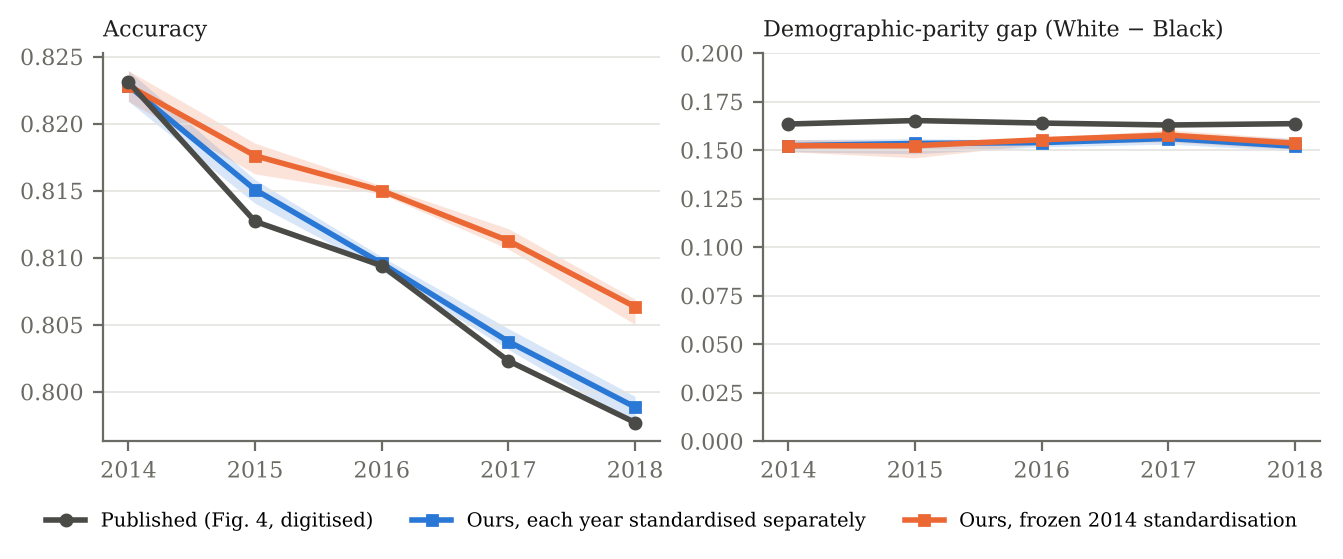 Accuracy
0.825
0.820
0.815
0.810
0.805
0.800
2014 2015 2016 2017 2018
Demographic-parity gap (White − Black)
0.200
0.175
0.150
0.125
0.100
0.075
0.050
0.025
0.000
2014 2015 2016 2017 2018
Published (Fig. 4, digitised)
Ours, each year standardised separately
Ours, frozen 2014 standardisation